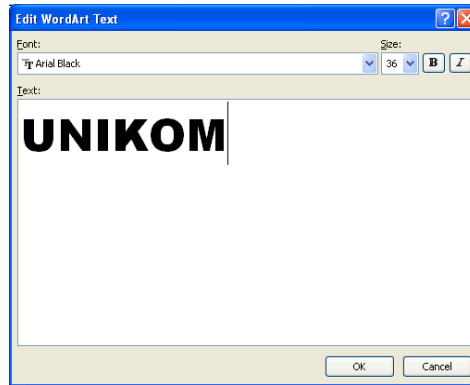 Edit WordArt Text
Font:
Size:
Arial Black
36
B
I
Text:
UNIKOM
OK
Cancel